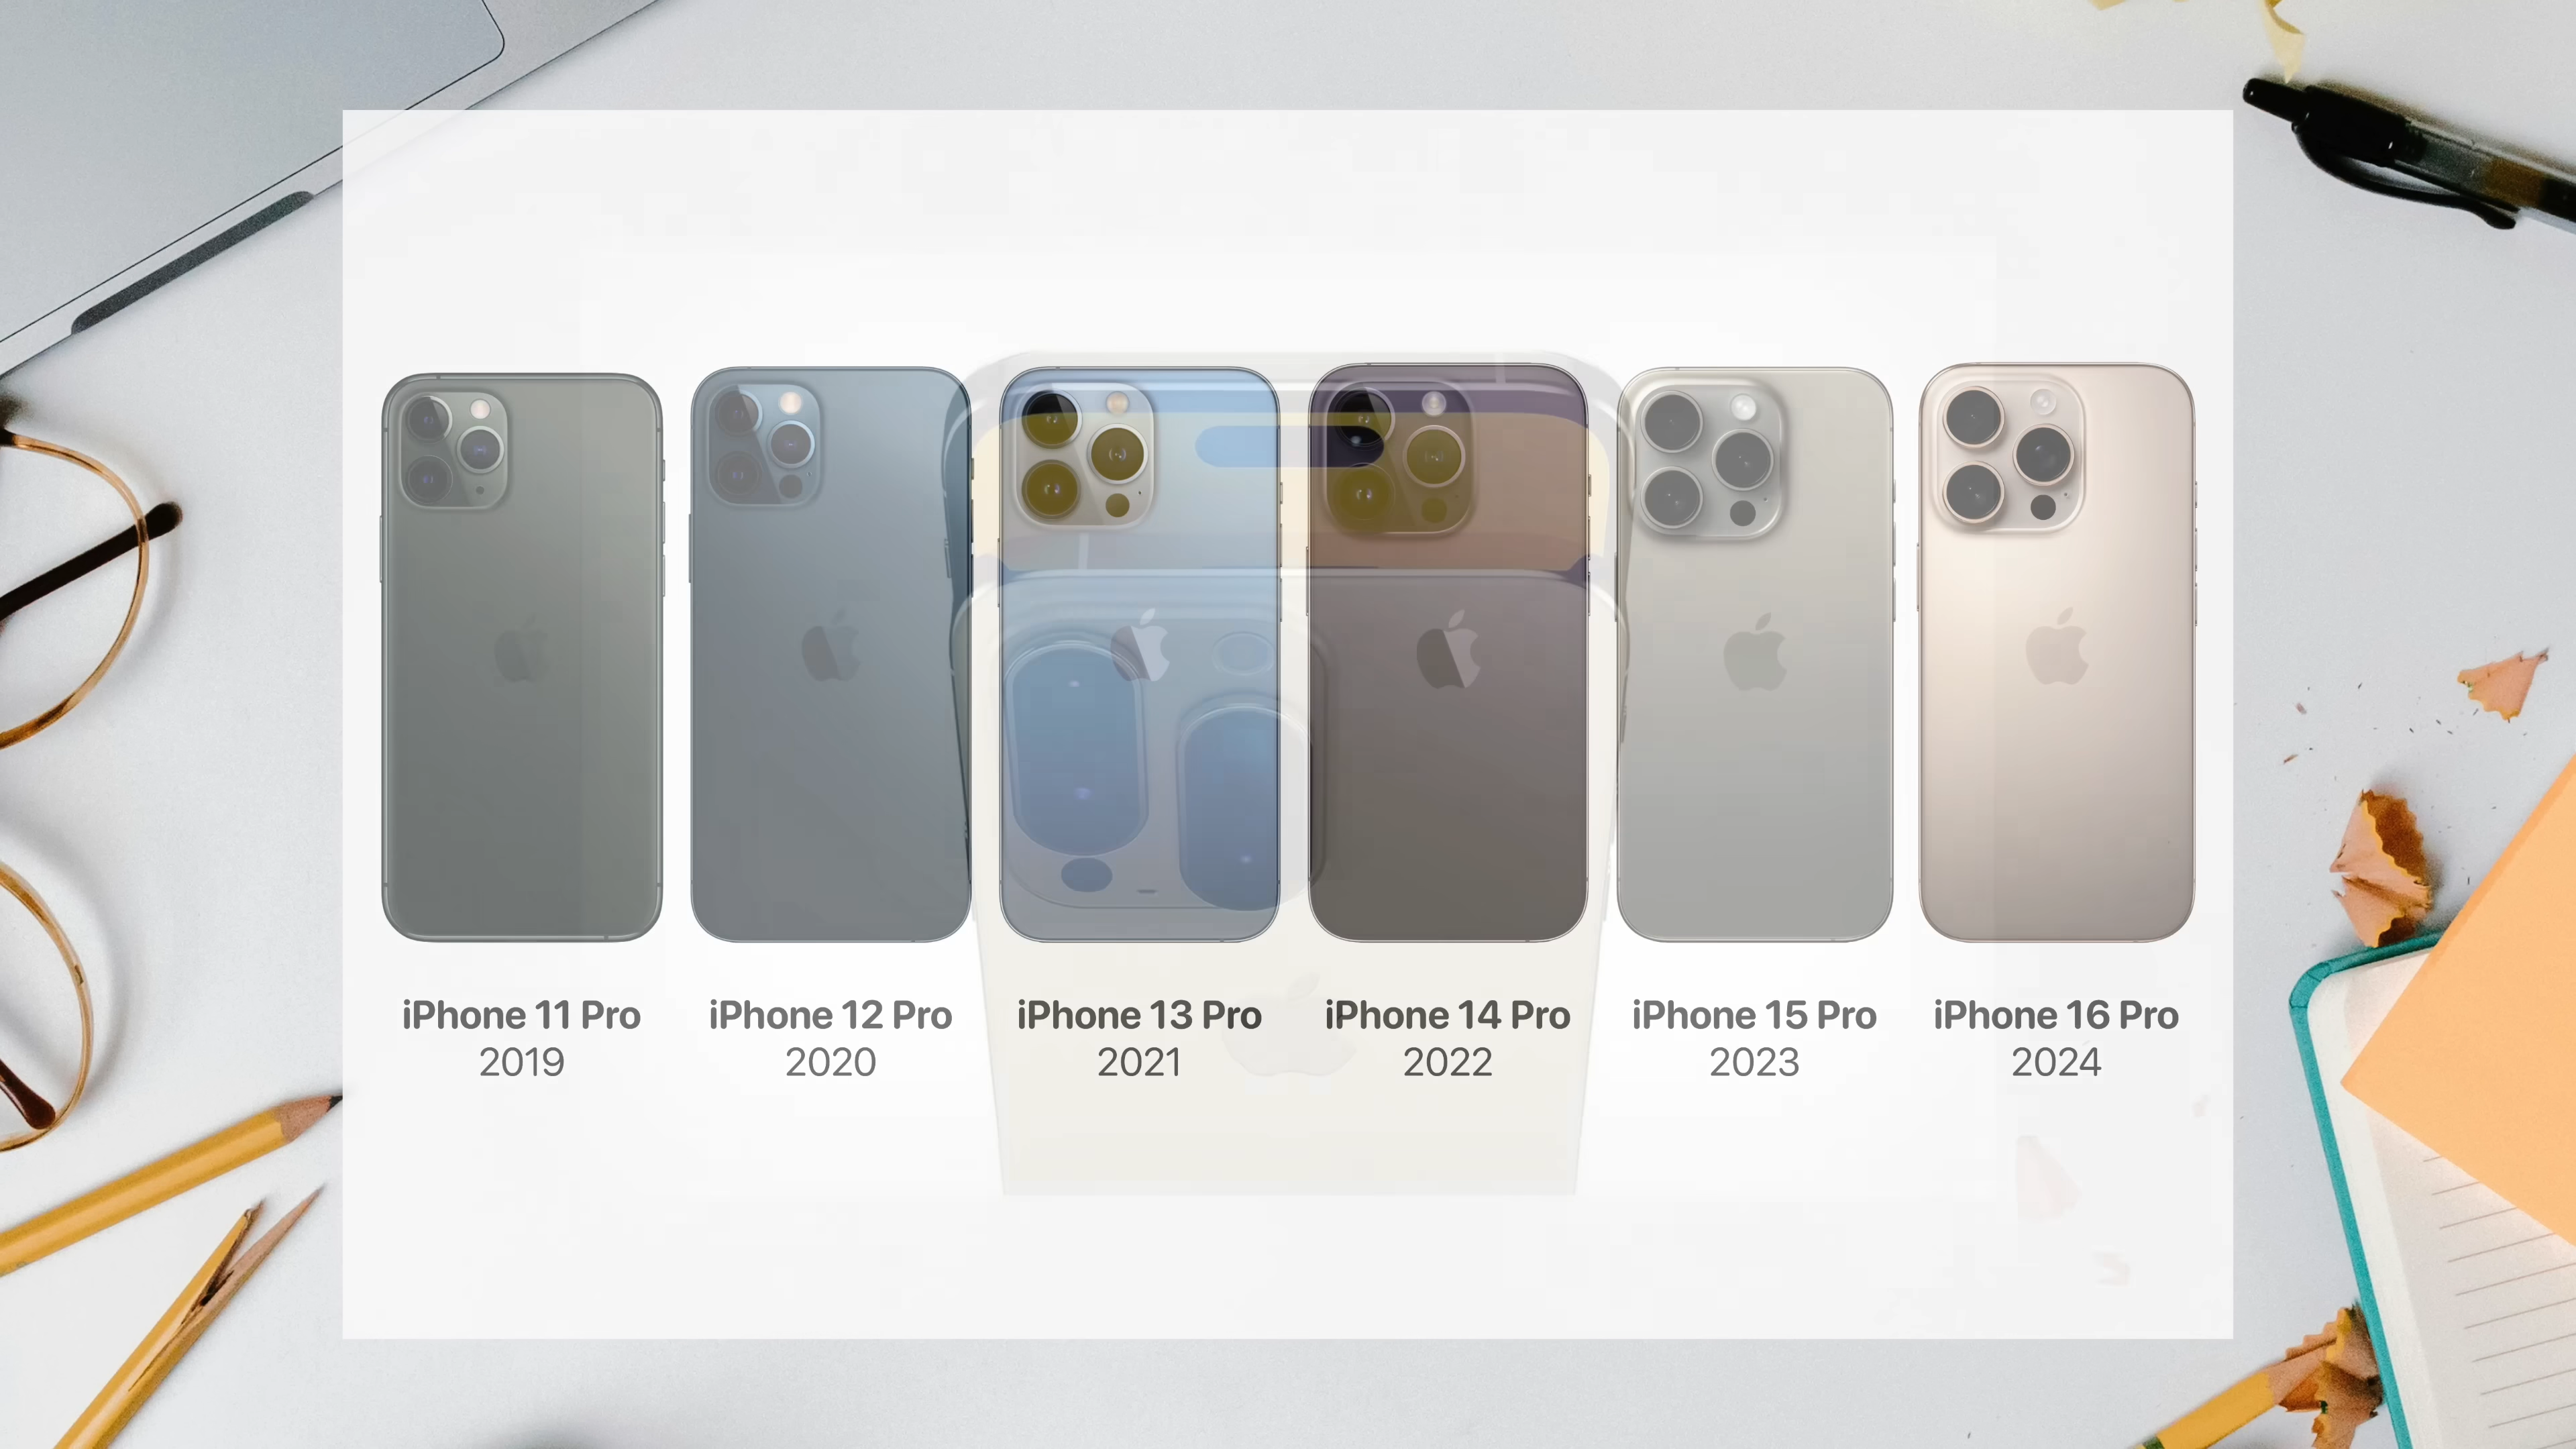 iPhone 11 Pro
2019
iPhone 12 Pro
2020
iPhone 13 Pro
2021
iPhone 14 Pro
2022
iPhone 15 Pro
2023
iPhone 16 Pro
2024